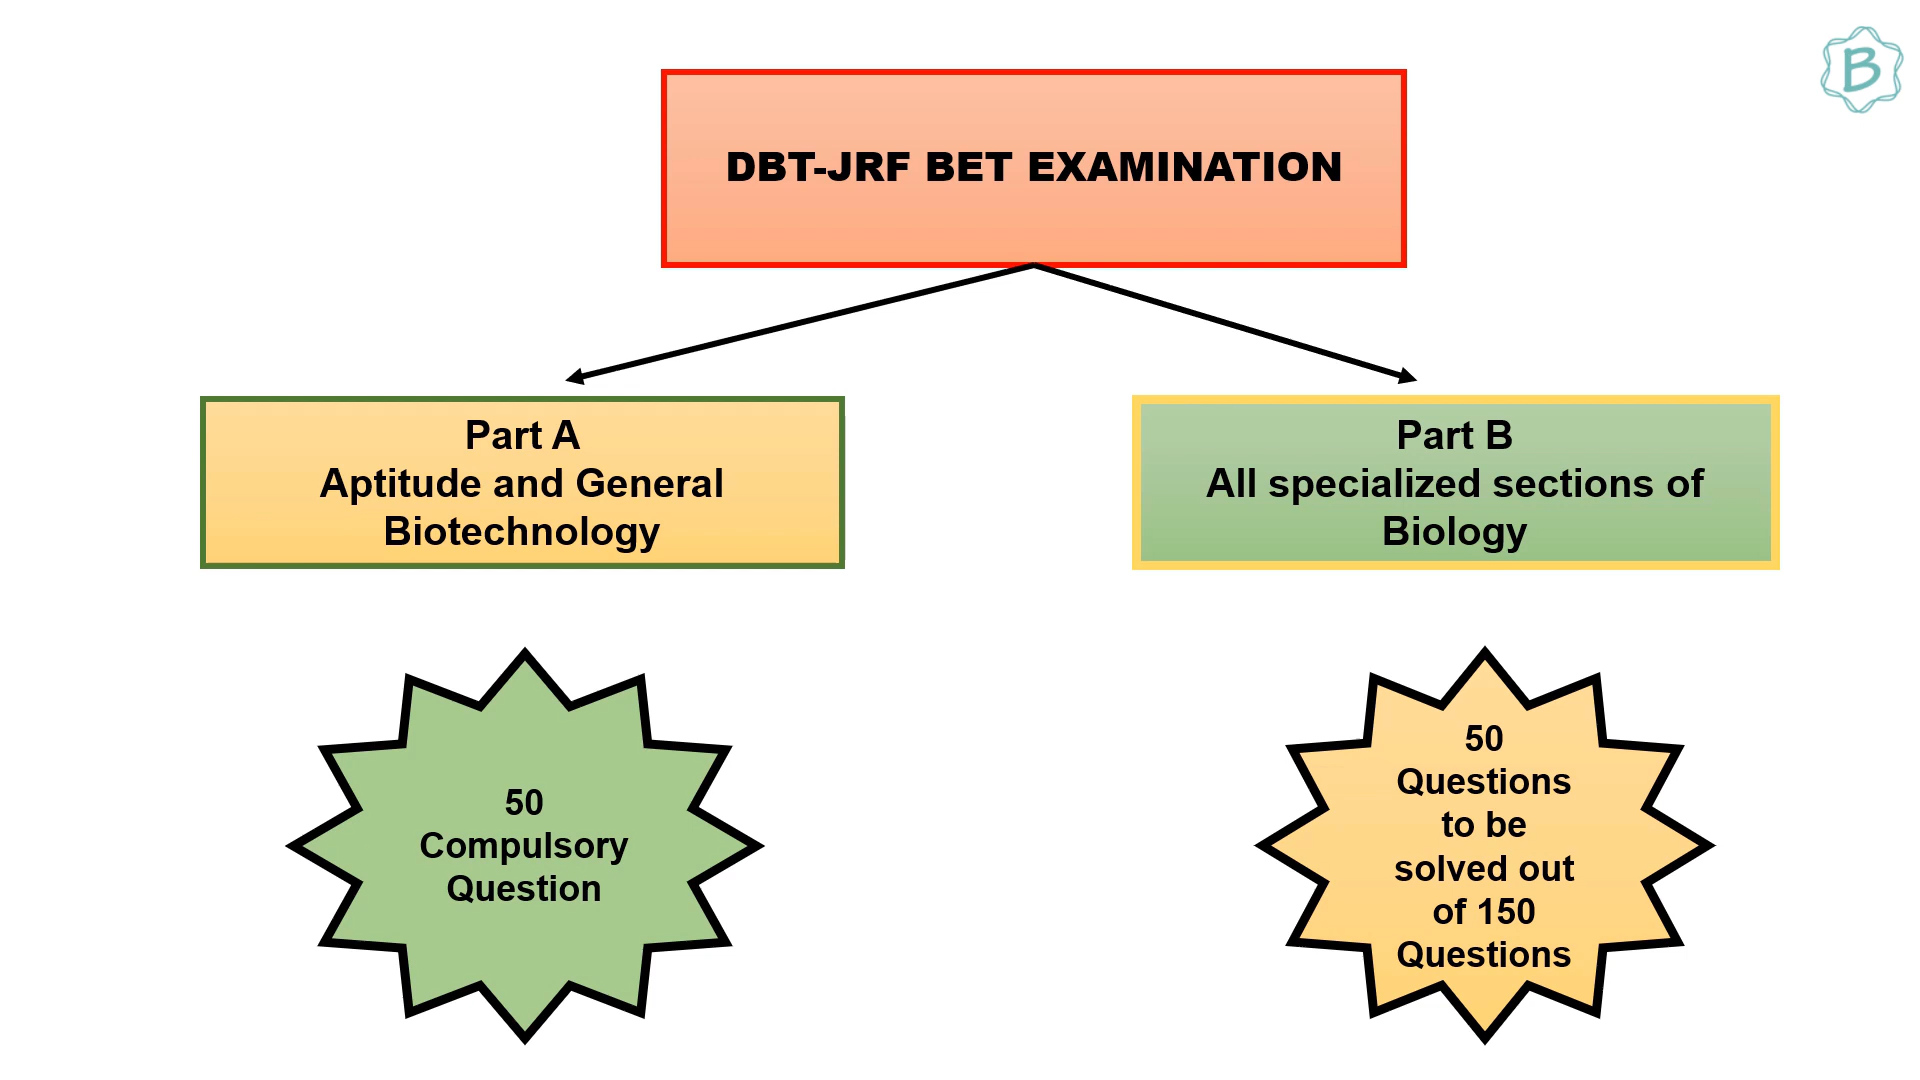 B
DBT-JRF BET EXAMINATION
Part A
Aptitude and General
Biotechnology
Part B
All specialized sections of
Biology
50
Compulsory
Question
50
Questions
to be
solved out
of 150
Questions